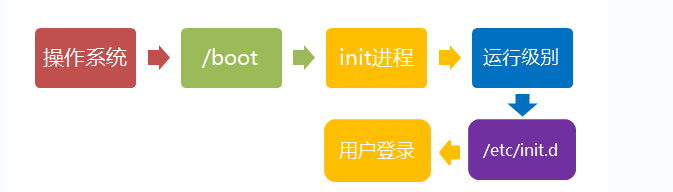 操作系统
/boot
init进程
运行级别
/etc/init.d
用户登录